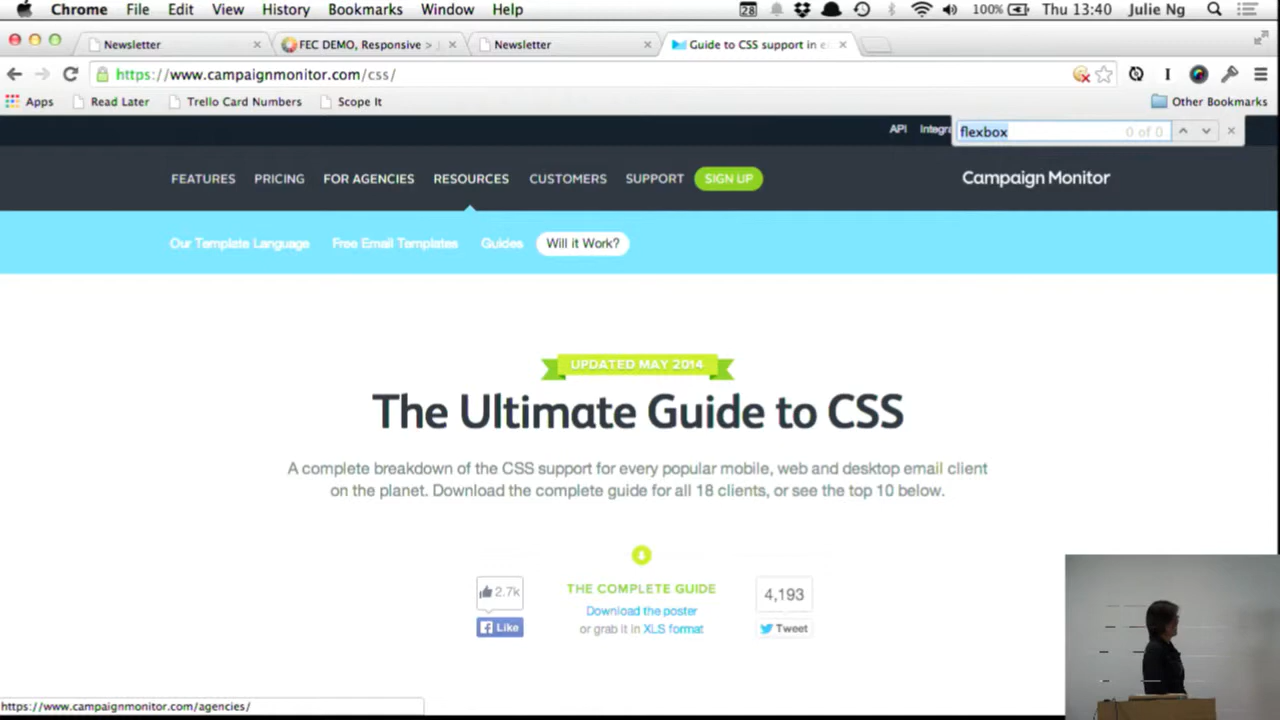 Chrome File Edit View History Bookmarks Window Help 28 100% Thu 13:40 Julie Ng
Newsletter FEC DEMO, Responsive > Newsletter Guide to CSS support in e
https://www.campaignmonitor.com/css/
Apps Read Later Trello Card Numbers Scope It Other Bookmarks
API Integra flexbox 0 of 0
FEATURES PRICING FOR AGENCIES RESOURCES CUSTOMERS SUPPORT SIGN UP Campaign Monitor
Our Template Language Free Email Templates Guides Will it Work?
UPDATED MAY 2014
The Ultimate Guide to CSS
A complete breakdown of the CSS support for every popular mobile, web and desktop email client
on the planet. Download the complete guide for all 18 clients, or see the top 10 below.
2.7k THE COMPLETE GUIDE 4,193
Download the poster
Like or grab it in XLS format Tweet
https://www.campaignmonitor.com/agencies/